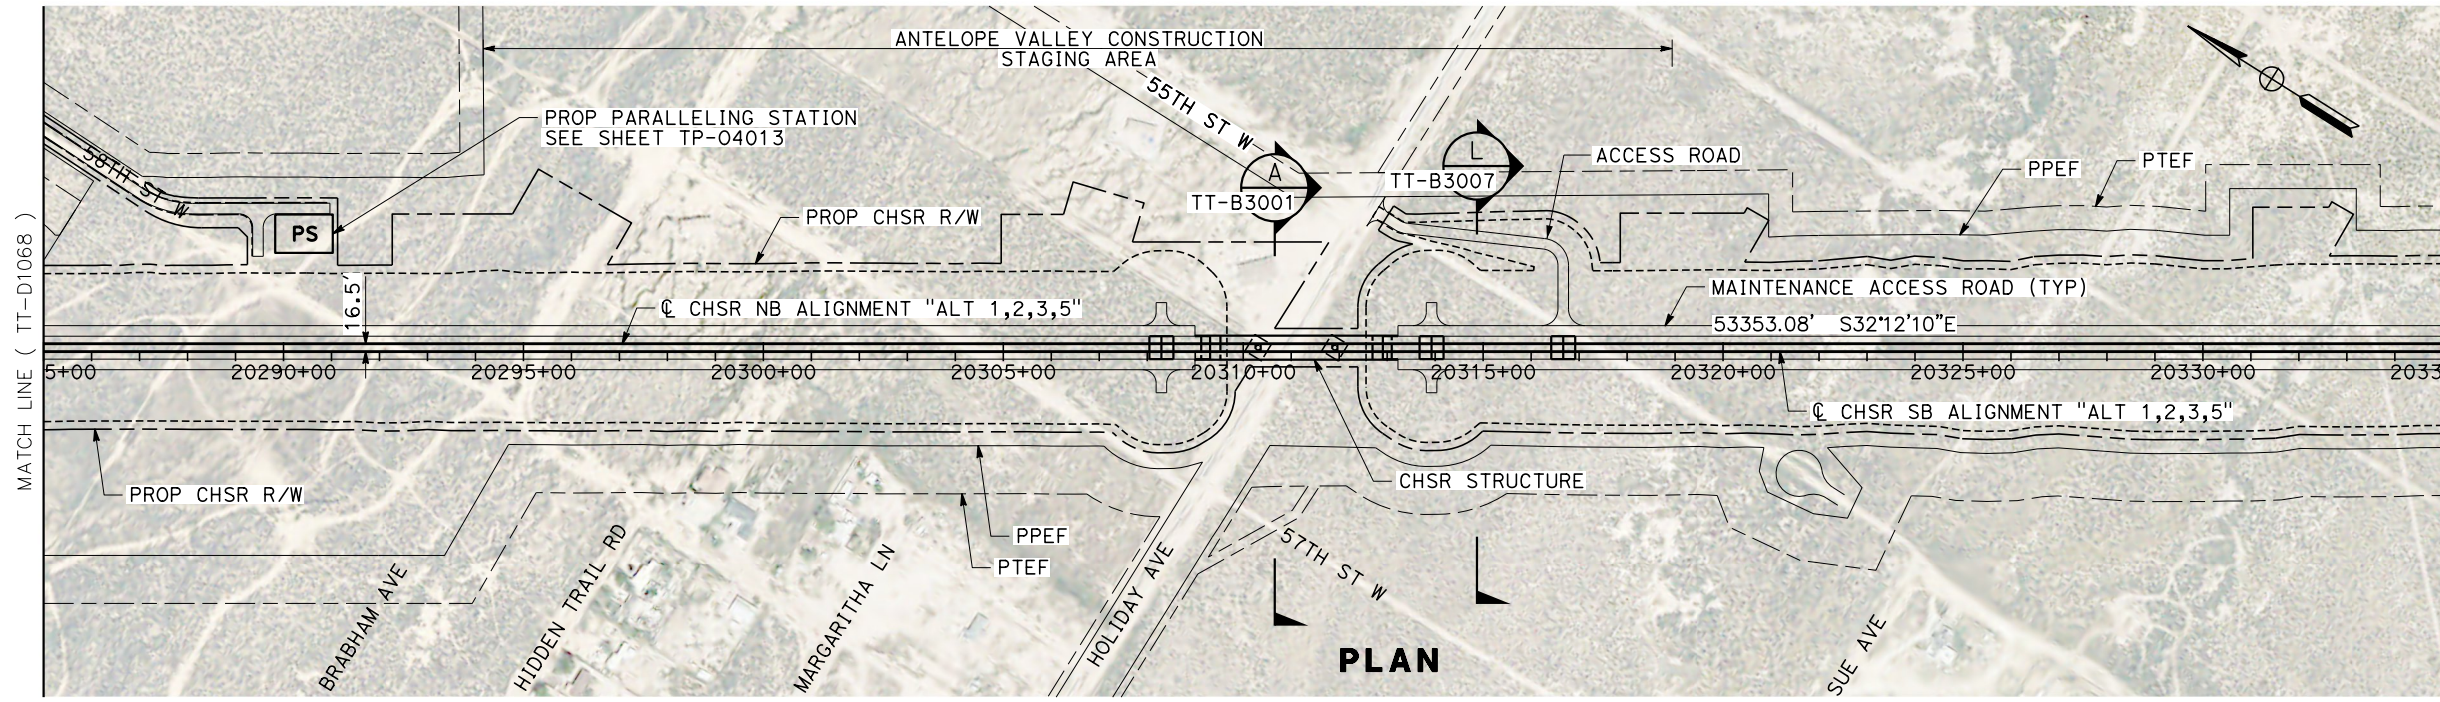 ANTELOPE VALLEY CONSTRUCTION
STAGING AREA
55TH ST W
PROP PARALLELING STATION
SEE SHEET TP-O4013
58TH ST W
PS
A
TT-B3001
L
TT-B3007
ACCESS ROAD
PPEF
PTEF
PROP CHSR R/W
MATCH LINE ( TT-D1068 )
16.5'
℄ CHSR NB ALIGNMENT "ALT 1,2,3,5"
MAINTENANCE ACCESS ROAD (TYP)
53353.08' S32°12'10"E
5+00
20290+00
20295+00
20300+00
20305+00
20310+00
20315+00
20320+00
20325+00
20330+00
2033
℄ CHSR SB ALIGNMENT "ALT 1,2,3,5"
PROP CHSR R/W
CHSR STRUCTURE
PPEF
PTEF
57TH ST W
BRABHAM AVE
HIDDEN TRAIL RD
MARGARITHA LN
HOLIDAY AVE
SUE AVE
PLAN